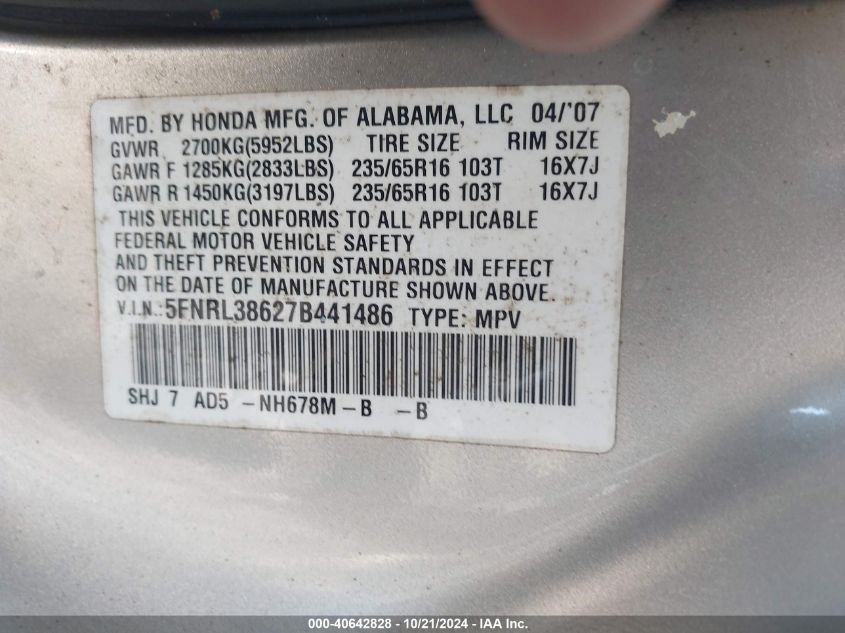 MFD. BY HONDA MFG. OF ALABAMA, LLC 04/'07
GVWR 2700KG(5952LBS) TIRE SIZE RIM SIZE
GAWR F 1285KG(2833LBS) 235/65R16 103T 16X7J
GAWR R 1450KG(3197LBS) 235/65R16 103T 16X7J
THIS VEHICLE CONFORMS TO ALL APPLICABLE
FEDERAL MOTOR VEHICLE SAFETY
AND THEFT PREVENTION STANDARDS IN EFFECT
ON THE DATE OF MANUFACTURE SHOWN ABOVE.
V.I.N.: 5FNRL38627B441486 TYPE: MPV
SHJ 7 AD5 -NH678M-B -B
000-40642828 - 10/21/2024 - IAA Inc.